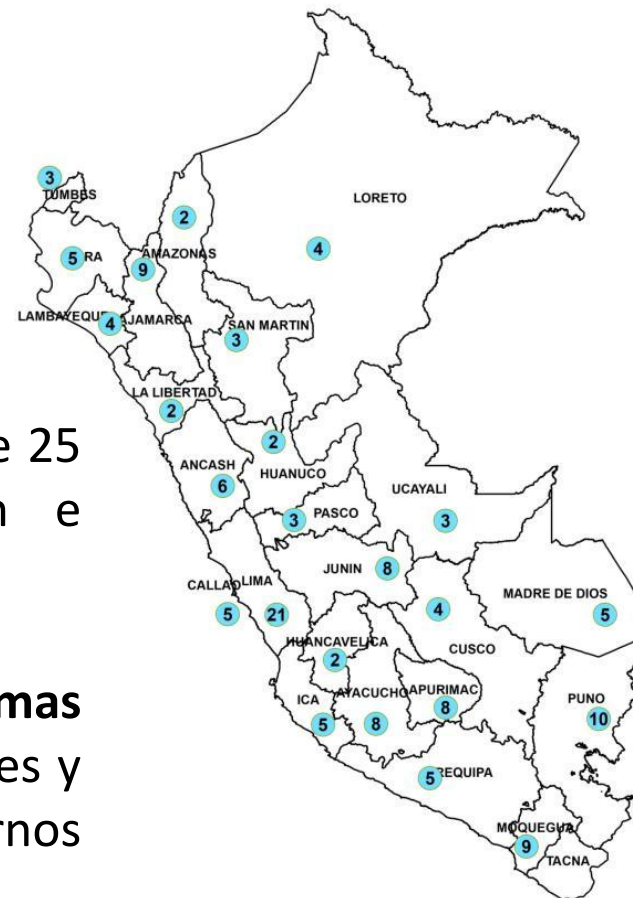 LORETO
3
TUMBES
2
4
AMAZONAS
5 RA
9
LAMBAYEQUE
4 AJAMARCA
SAN MARTIN
3
LA LIBERTAD
2
2
e 25
ANCASH
HUANUCO
n e
6
UCAYALI
PASCO
3
3
JUNIN 8
CALLAO LIMA
MADRE DE DIOS
4
5
21
5
HUANCAVELICA
CUSCO
2
mas
ICA
AYACUCHO
APURIMAC
PUNO
8
10
5
8
es y
5 REQUIPA
rnos
MOQUEGUA
9
TACNA